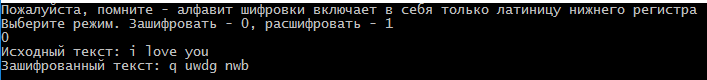 Пожалуйста, помните - алфавит шифровки включает в себя только латиницу нижнего регистра
Выберите режим. Зашифровать - 0, расшифровать - 1
0
Исходный текст: i love you
Зашифрованный текст: q uwdg nwb